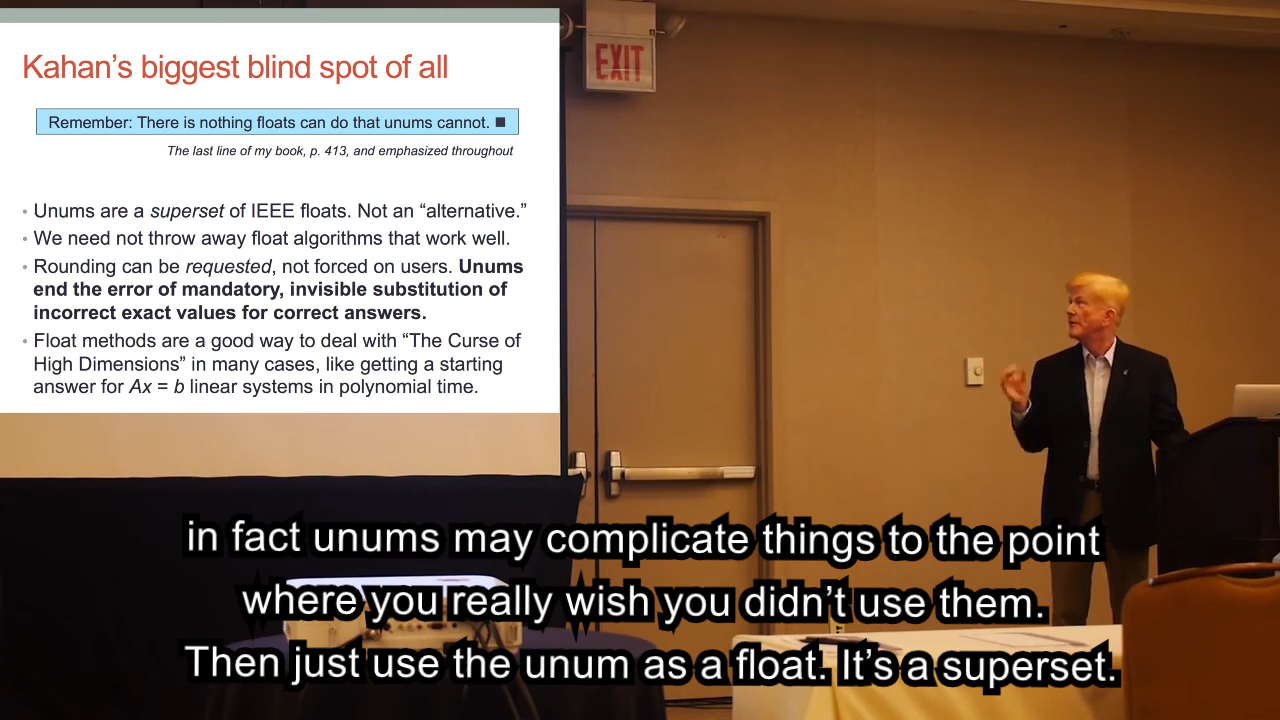 Kahan’s biggest blind spot of all
Remember: There is nothing floats can do that unums cannot. ■
The last line of my book, p. 413, and emphasized throughout
• Unums are a superset of IEEE floats. Not an “alternative.”
• We need not throw away float algorithms that work well.
• Rounding can be requested, not forced on users. Unums
end the error of mandatory, invisible substitution of
incorrect exact values for correct answers.
• Float methods are a good way to deal with “The Curse of
High Dimensions” in many cases, like getting a starting
answer for Ax = b linear systems in polynomial time.
EXIT
in fact unums may complicate things to the point
where you really wish you didn’t use them.
Then just use the unum as a float. It’s a superset.